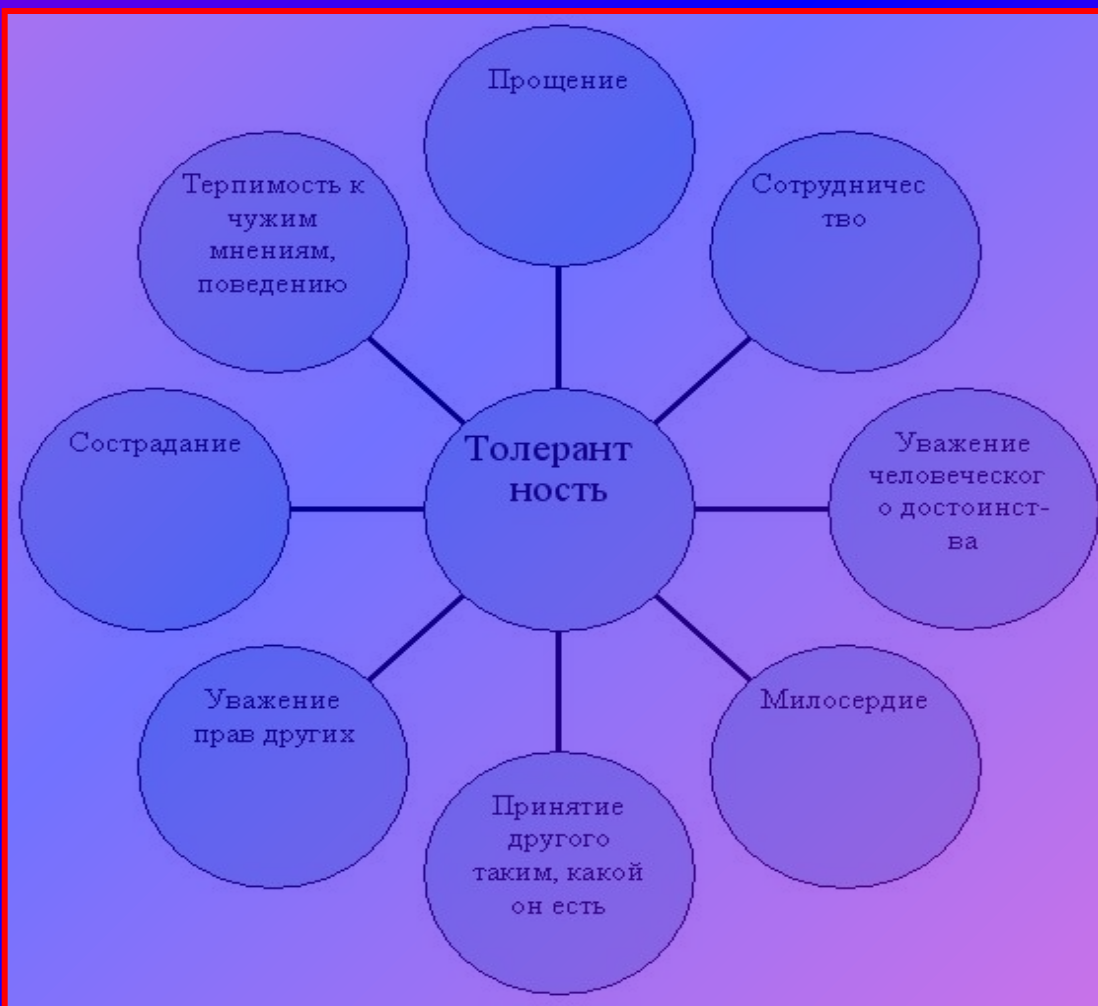 Прощение
Сотрудничес
тво
Уважение
человеческог
о достоинст-
ва
Милосердие
Принятие
другого
таким, какой
он есть
Уважение
прав других
Сострадание
Терпимость к
чужим
мнениям,
поведению
Толерант
ность